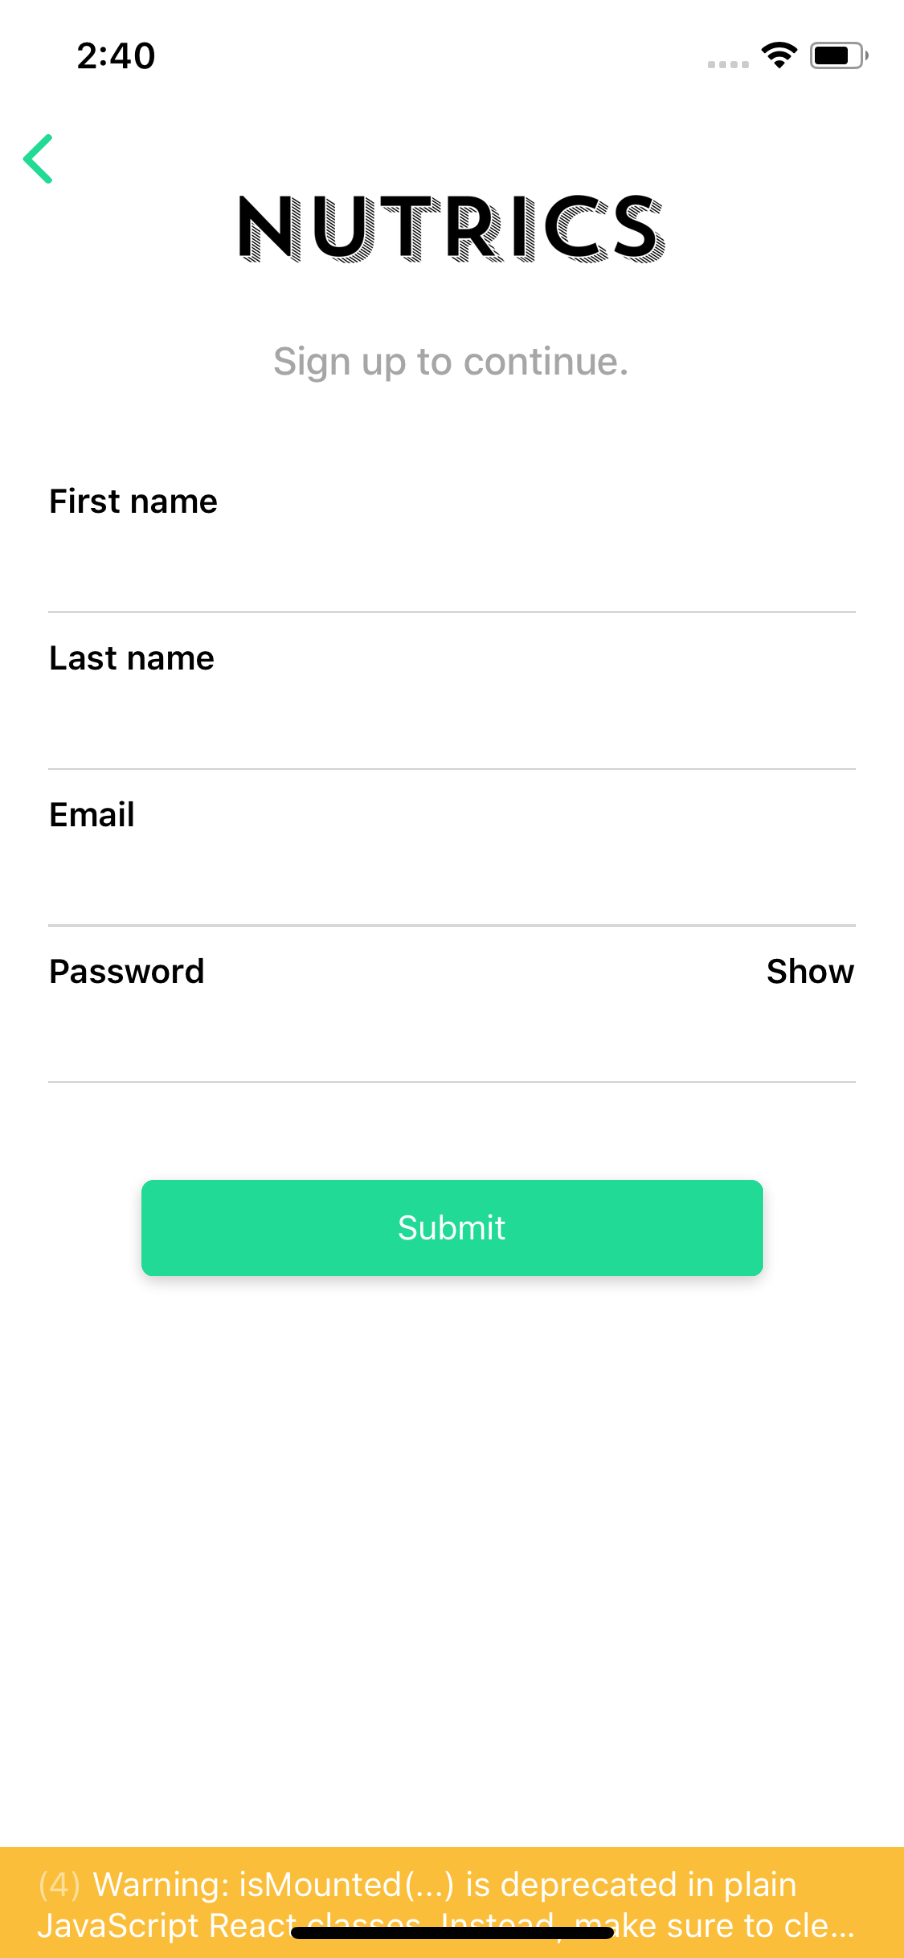 2:40
NUTRICS
Sign up to continue.
First name
Last name
Email
Password Show
Submit
(4) Warning: isMounted(...) is deprecated in plain
JavaScript React classes. Instead, make sure to cle...